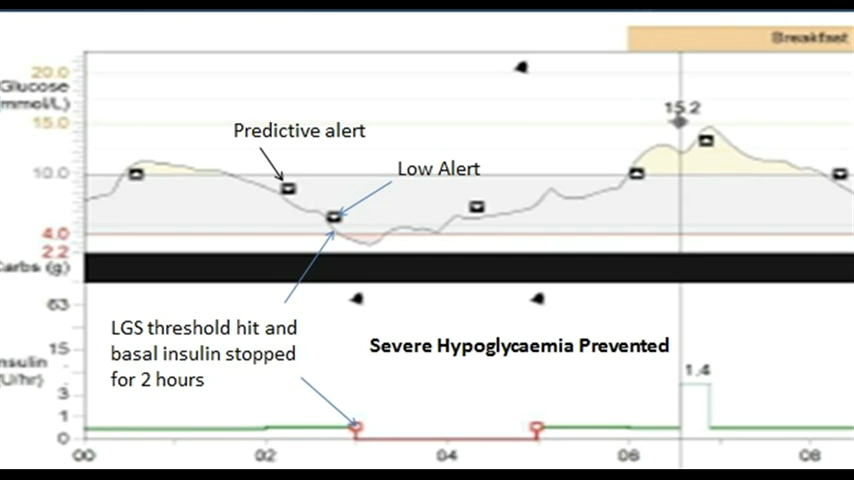 Breakfast
20.0
Glucose
mmol/L)
15.2
15.0
Predictive alert
Low Alert
10.0
4.0
2.2
Carbs (g)
63
LGS threshold hit and
basal insulin stopped
for 2 hours
Severe Hypoglycaemia Prevented
15
nsulin
U/hr)
1.4
3
1
0
00
02
04
06
08